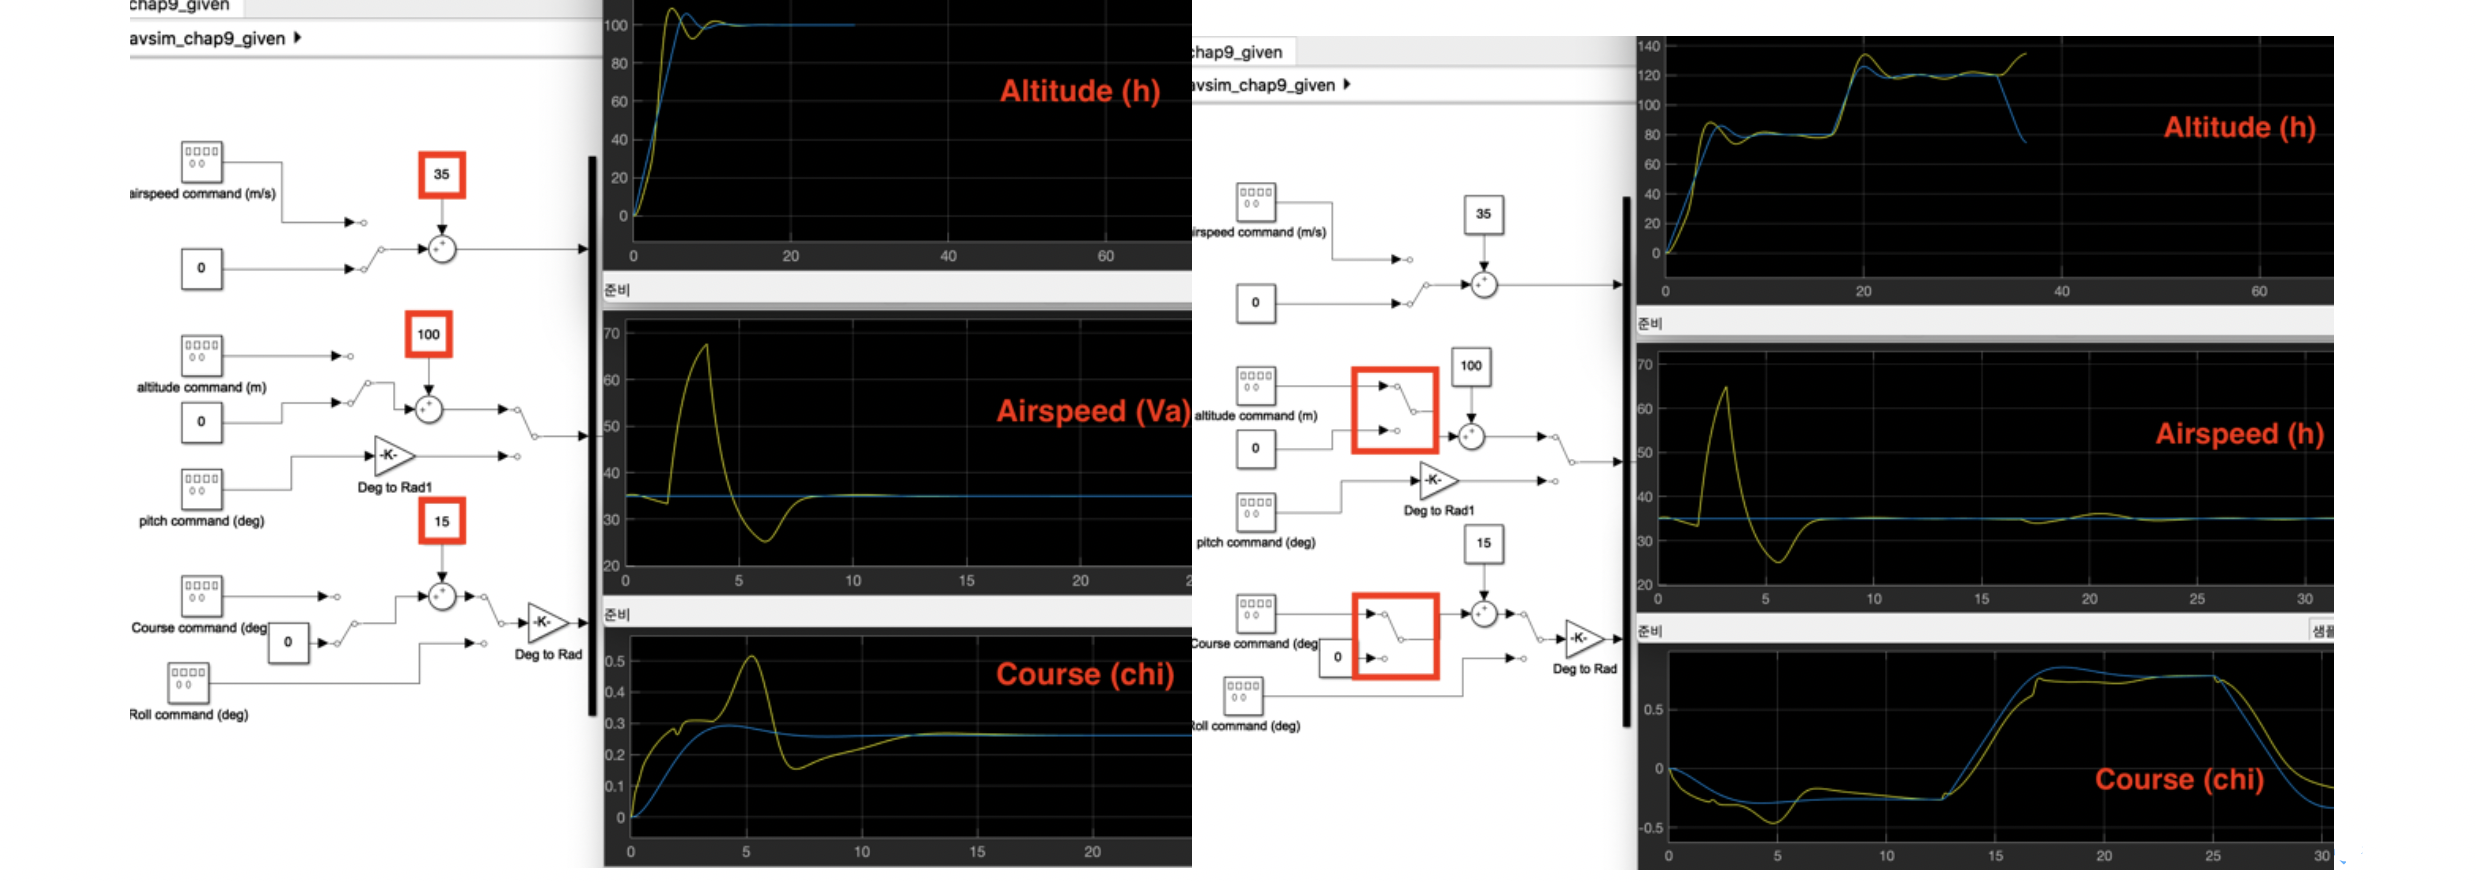 chap9_given
avsim_chap9_given
airspeed command (m/s)
35
0
altitude command (m)
100
0
-K-
Deg to Rad1
pitch command (deg)
15
Course command (deg
0
-K-
Deg to Rad
Roll command (deg)
100
80
60
40
20
0
0 20 40 60
Altitude (h)
준비
70
60
50
40
30
20
0 5 10 15 20 2
Airspeed (Va)
준비
0.5
0.4
0.3
0.2
0.1
0
0 5 10 15 20
Course (chi)
chap9_given
avsim_chap9_given
irspeed command (m/s)
35
0
altitude command (m)
100
0
-K-
Deg to Rad1
pitch command (deg)
15
Course command (deg
0
-K-
Deg to Rad
Roll command (deg)
140
120
100
80
60
40
20
0
0 20 40 60
Altitude (h)
준비
70
60
50
40
30
20
0 5 10 15 20 25 30
Airspeed (h)
준비
샘플
0.5
0
-0.5
0 5 10 15 20 25 30
Course (chi)